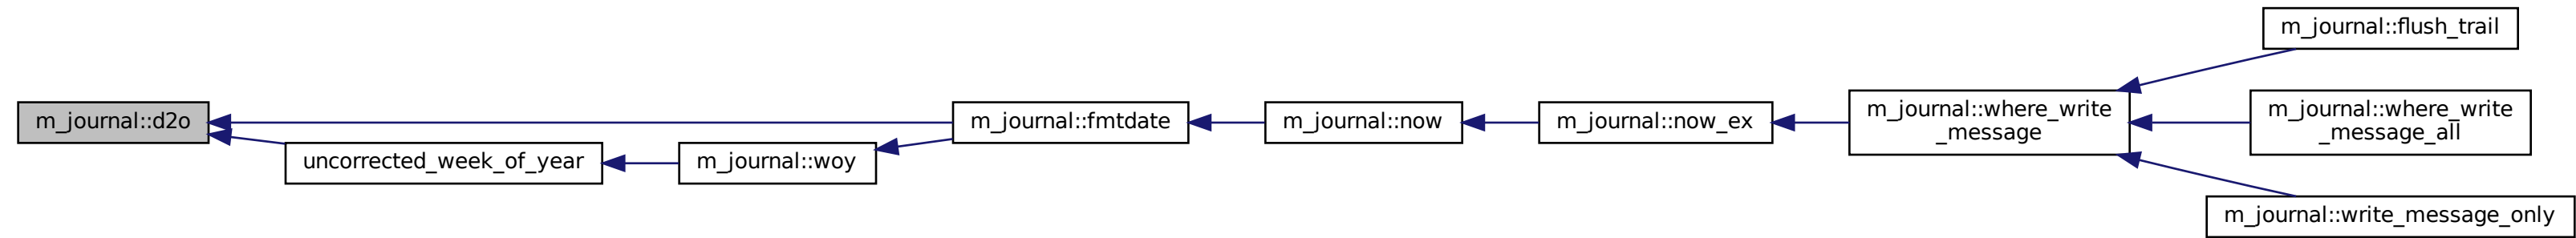 m_journal::d2o
uncorrected_week_of_year
m_journal::woy
m_journal::fmtdate
m_journal::now
m_journal::now_ex
m_journal::where_write
_message
m_journal::flush_trail
m_journal::where_write
_message_all
m_journal::write_message_only